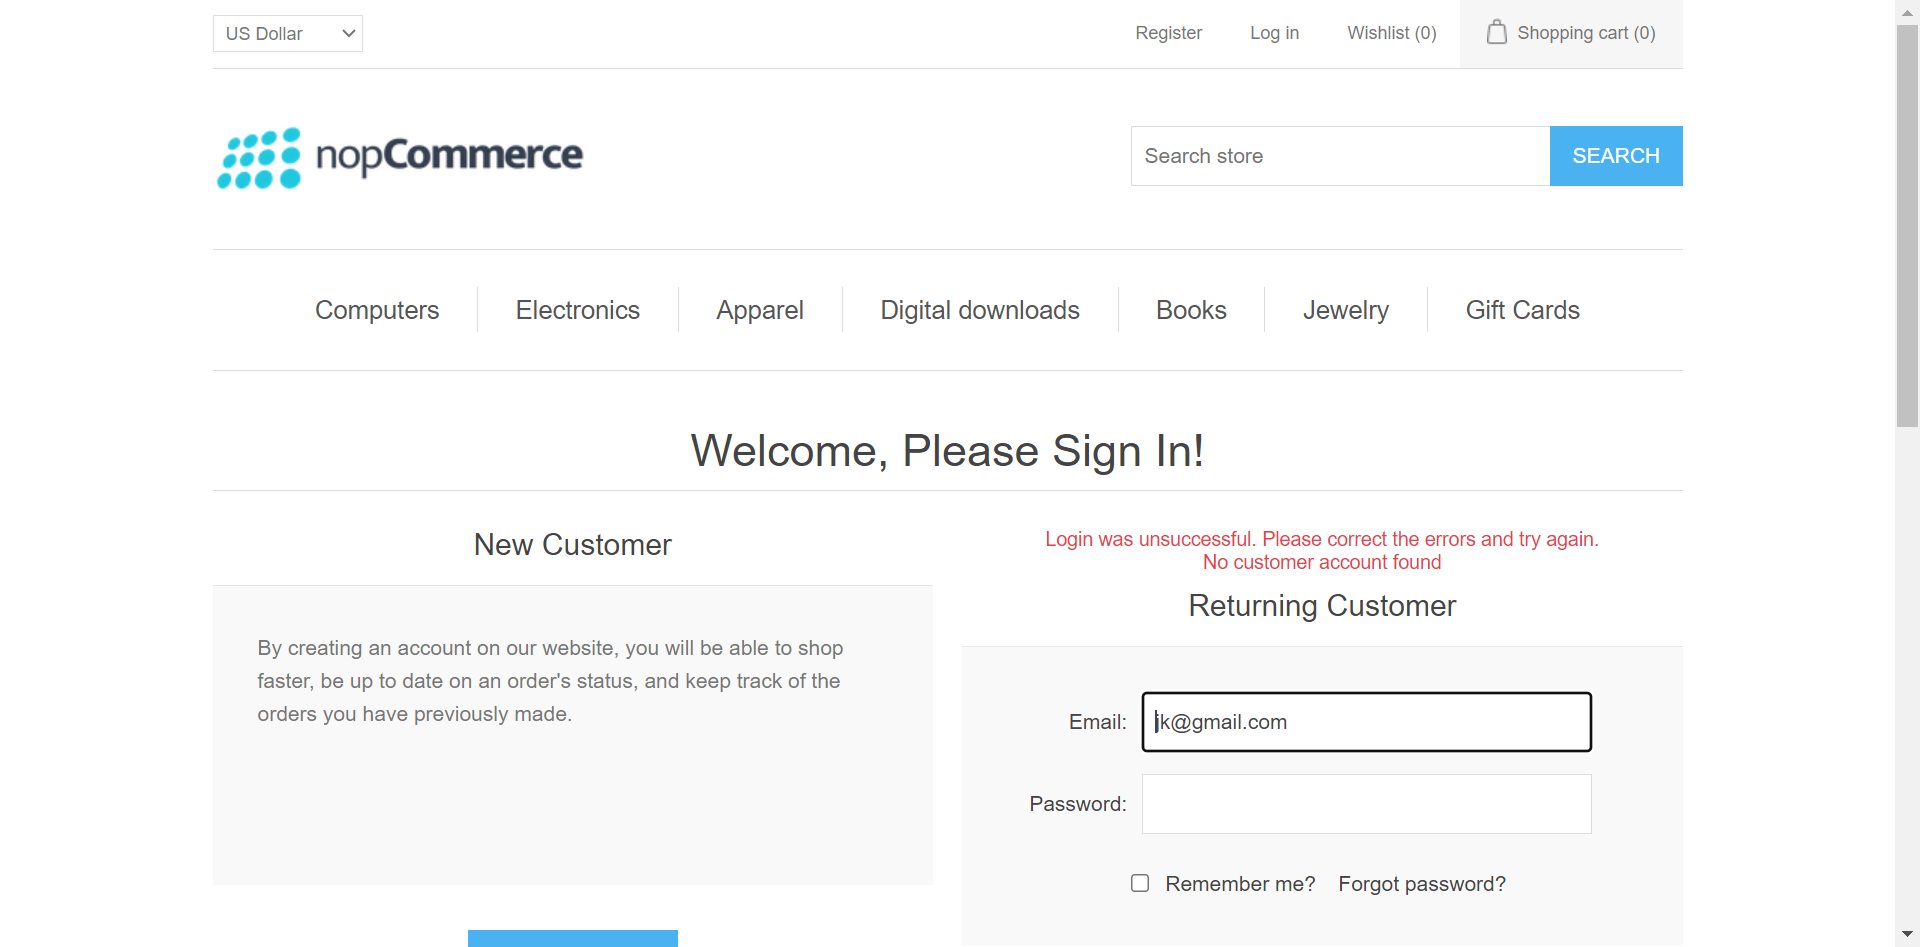 US Dollar
Register
Log in
Wishlist (0)
Shopping cart (0)
nopCommerce
Search store
SEARCH
Computers
Electronics
Apparel
Digital downloads
Books
Jewelry
Gift Cards
Welcome, Please Sign In!
New Customer
By creating an account on our website, you will be able to shop
faster, be up to date on an order's status, and keep track of the
orders you have previously made.
Login was unsuccessful. Please correct the errors and try again.
No customer account found
Returning Customer
Email:
jk@gmail.com
Password:
Remember me?
Forgot password?